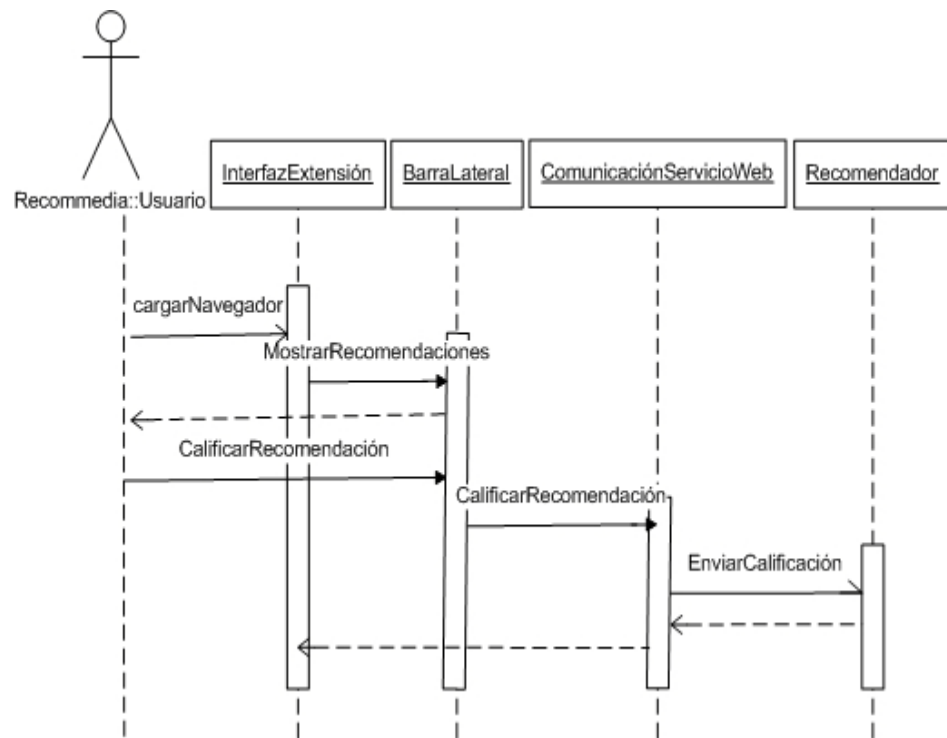 InterfazExtensión
BarraLateral
ComunicaciónServicioWeb
Recomendador
Recommedia::Usuario
cargarNavegador
MostrarRecomendaciones
CalificarRecomendación
CalificarRecomendación
EnviarCalificación